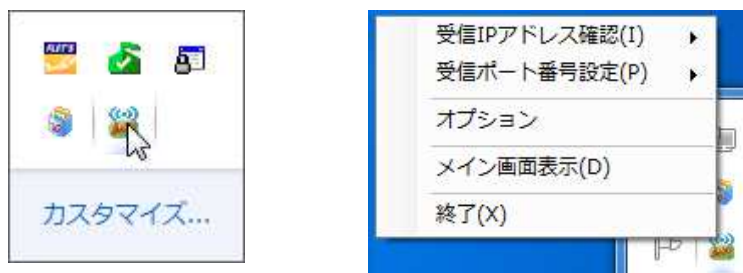 FLET'S
カスタマイズ...
受信IPアドレス確認(I)
受信ポート番号設定(P)
オプション
メイン画面表示(D)
終了(X)